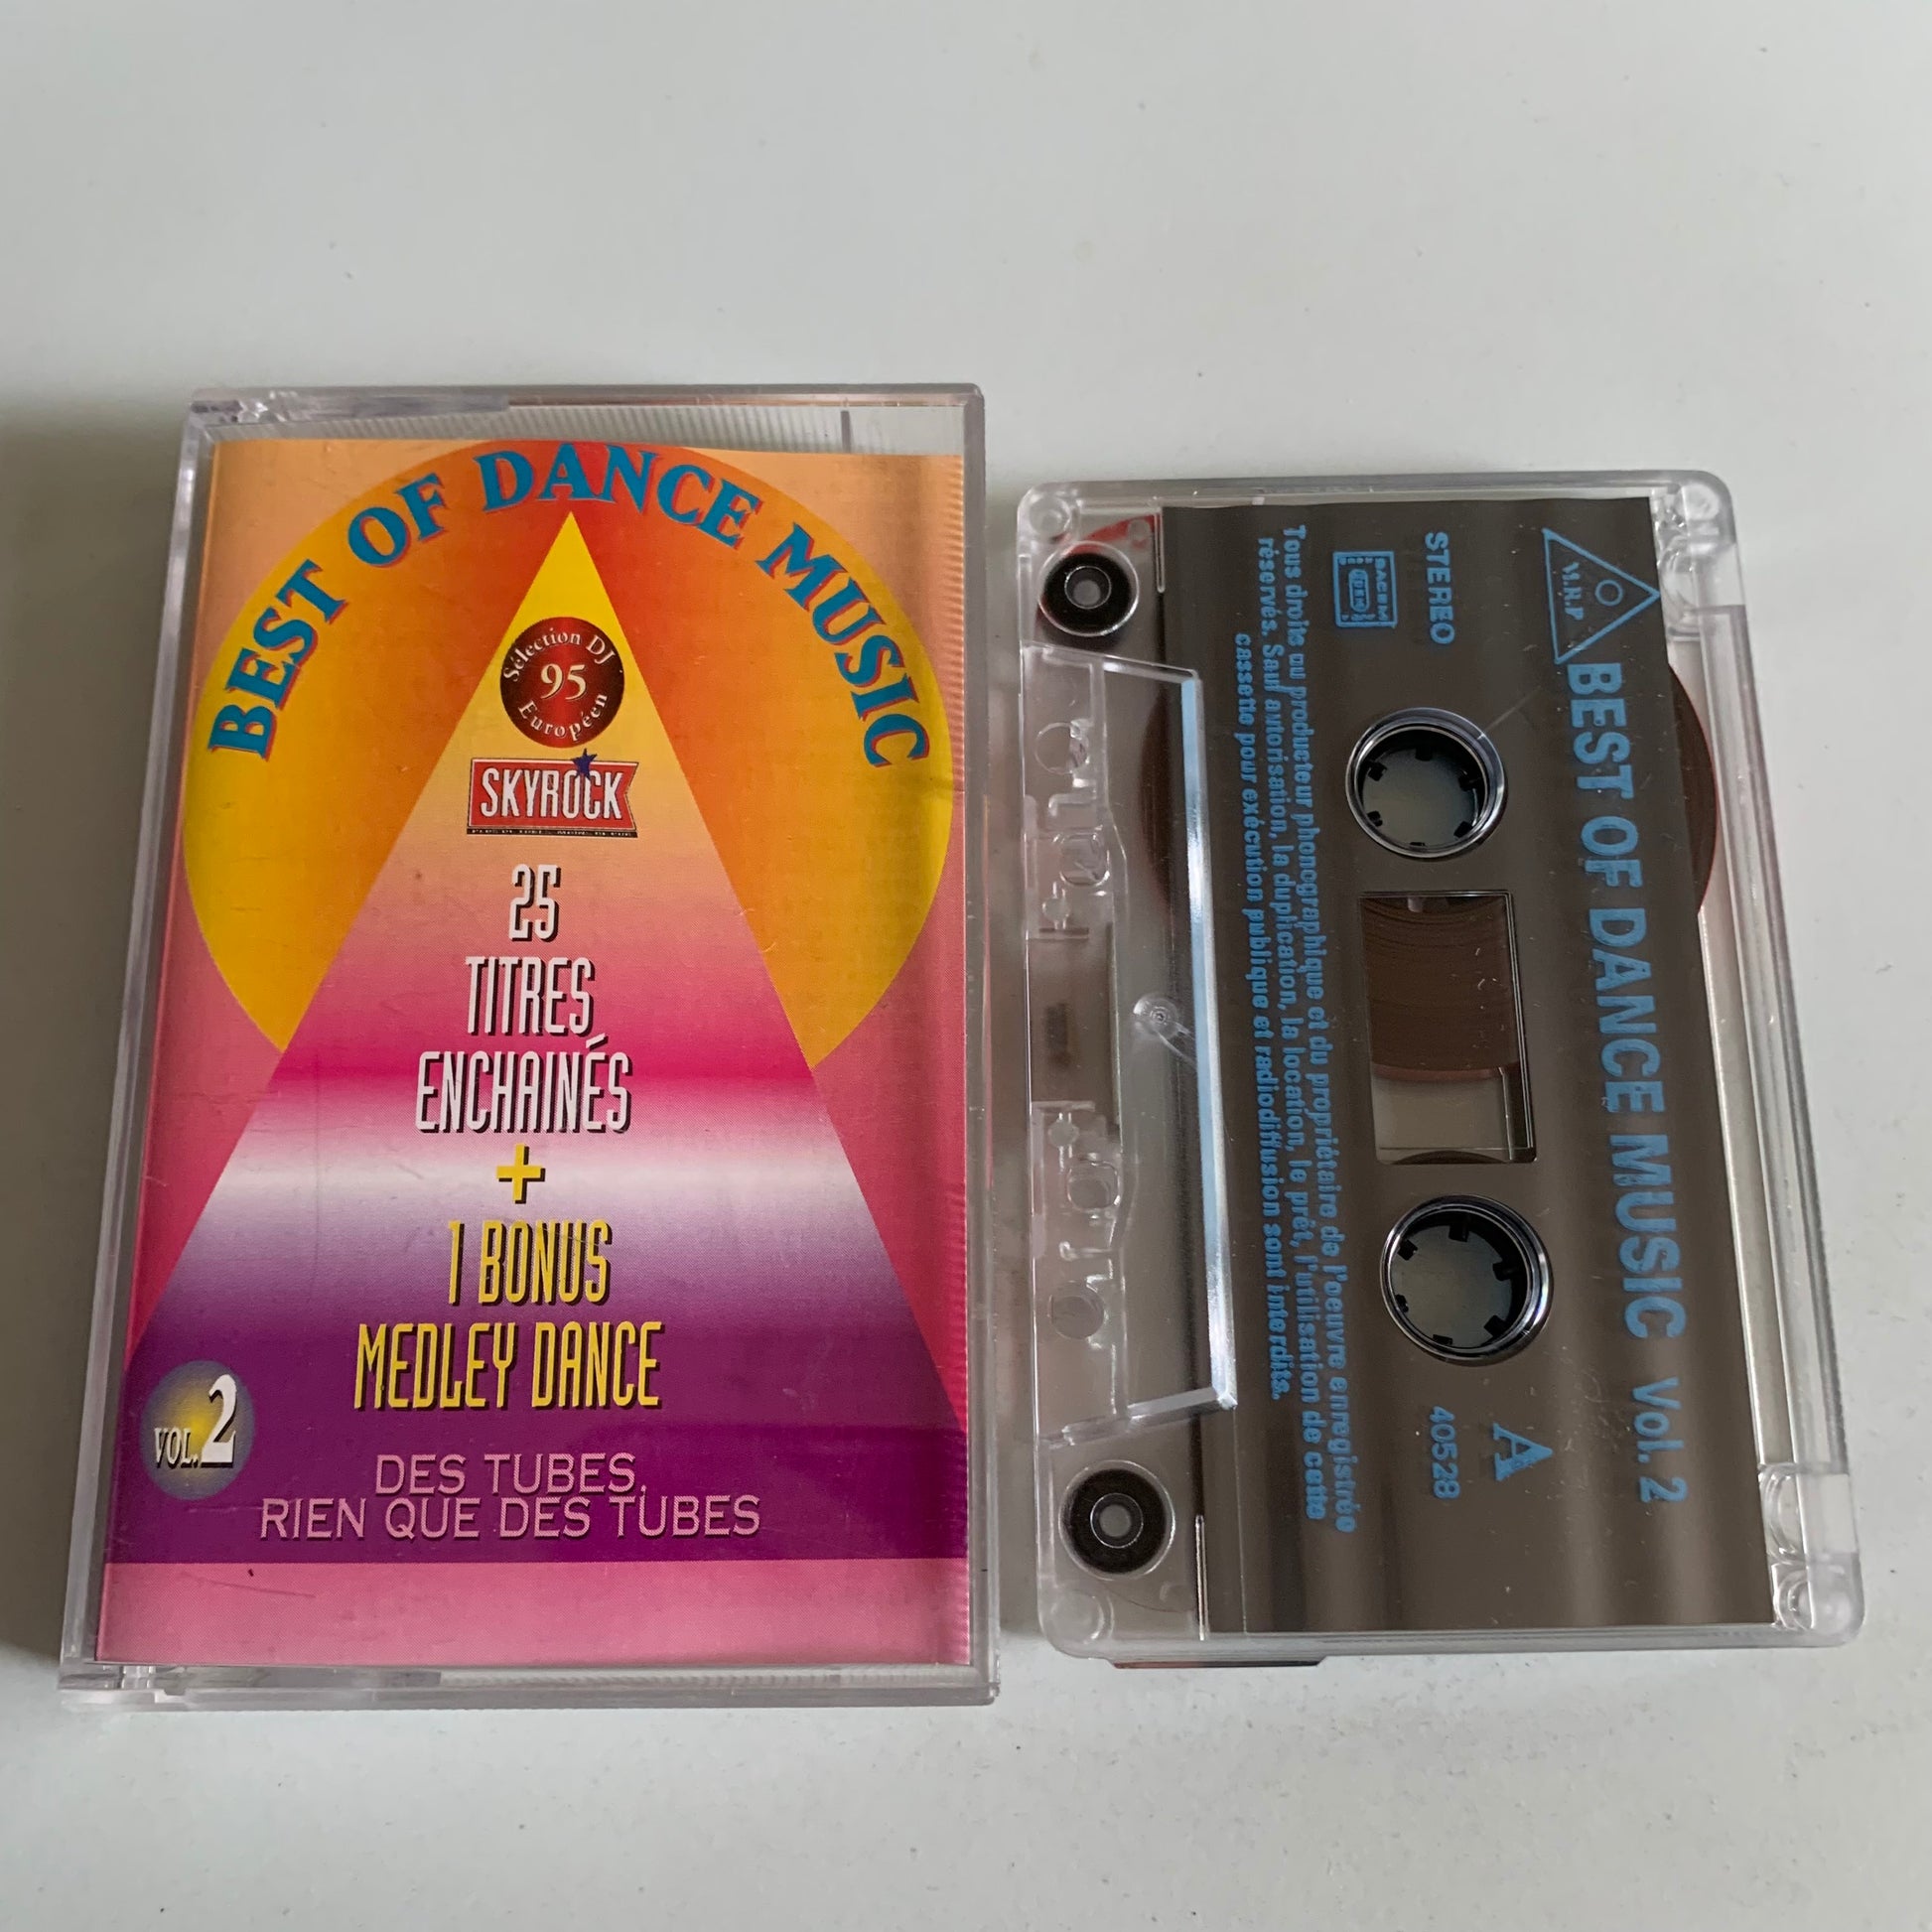 BEST OF DANCE MUSIC
Sélection DJ
95
Européen
SKYROCK
25
TITRES
ENCHAINÉS
+
1 BONUS
MEDLEY DANCE
VOL.2
DES TUBES,
RIEN QUE DES TUBES
M.H.P
BEST OF DANCE MUSIC Vol. 2
STEREO
A
40528
SACEM
Tous droits du producteur phonographique et du propriétaire de l'oeuvre enregistrée
réservés. Sauf autorisation, la duplication, la location, le prêt, l'utilisation de cette
cassette pour exécution publique et radiodiffusion sont interdits.